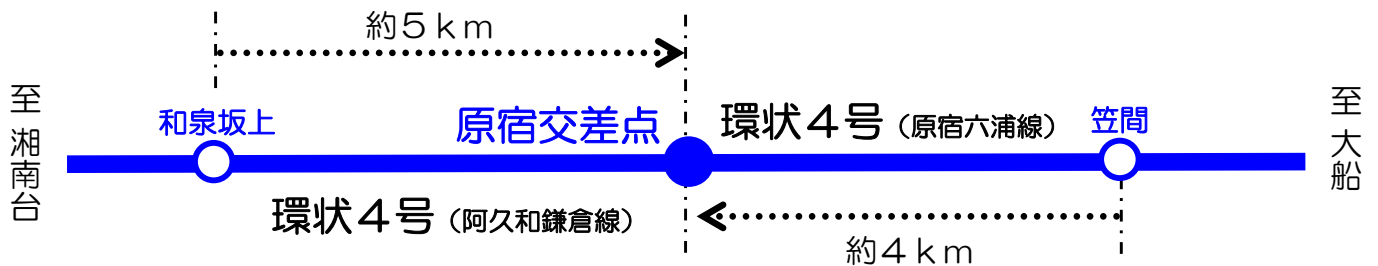 約5km
至 湘南台
和泉坂上
原宿交差点
環状4号(原宿六浦線)
笠間
至 大船
環状4号(阿久和鎌倉線)
約4km